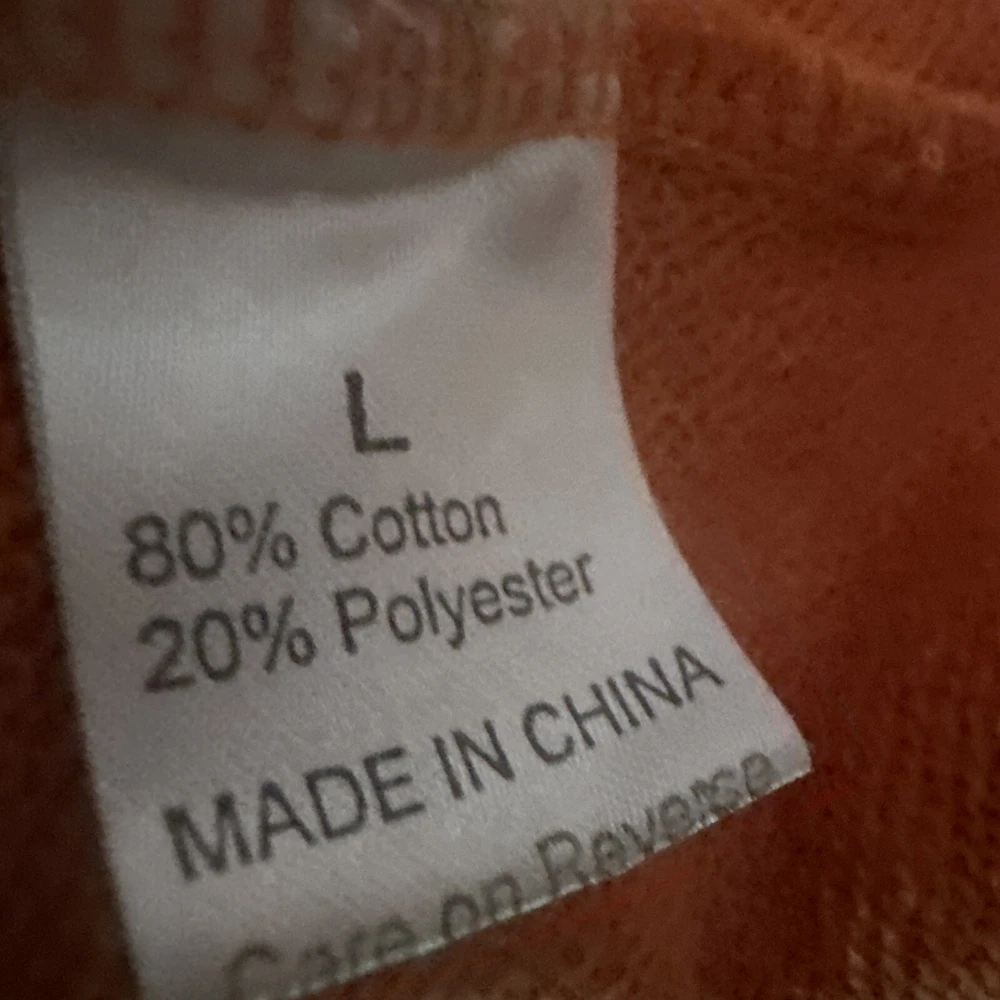 L
80% Cotton
20% Polyester
MADE IN CHINA
Care on Reverse